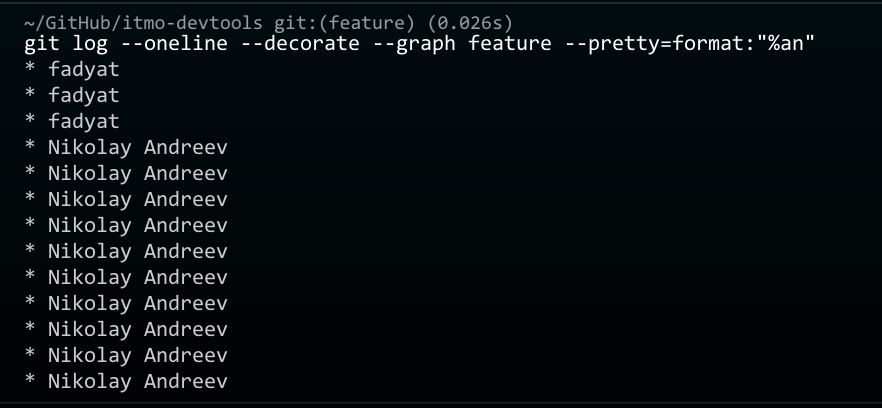 ~/GitHub/itmo-devtools git:(feature) (0.026s)
git log --oneline --decorate --graph feature --pretty=format:"%an"
* fadyat
* fadyat
* fadyat
* Nikolay Andreev
* Nikolay Andreev
* Nikolay Andreev
* Nikolay Andreev
* Nikolay Andreev
* Nikolay Andreev
* Nikolay Andreev
* Nikolay Andreev
* Nikolay Andreev
* Nikolay Andreev